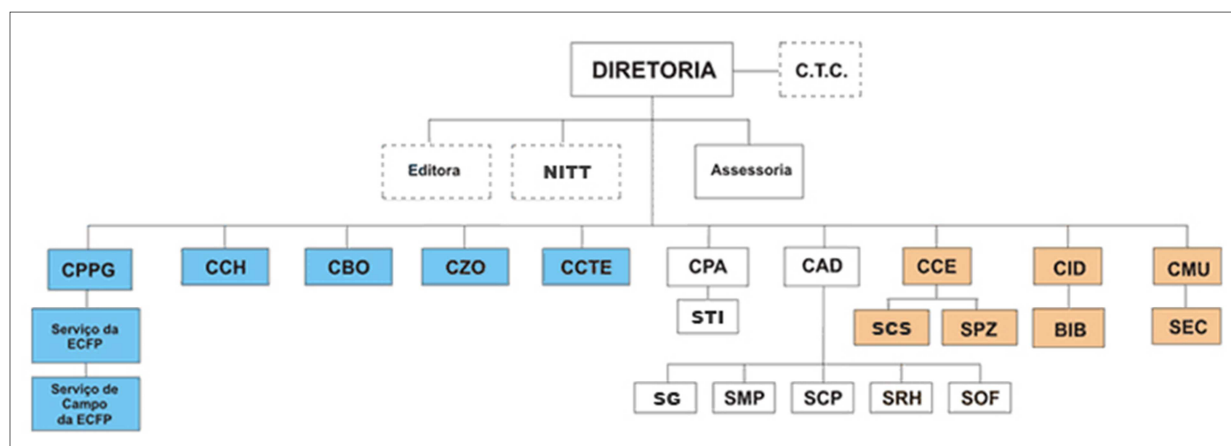 DIRETORIA
C.T.C.
Editora
NITT
Assessoria
CPPG
CCH
CBO
CZO
CCTE
CPA
CAD
CCE
CID
CMU
Serviço da
ECFP
STI
SCS
SPZ
BIB
SEC
Serviço de
Campo
da ECFP
SG
SMP
SCP
SRH
SOF